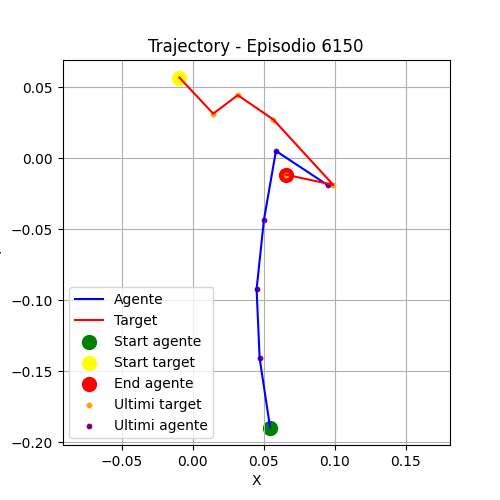 Trajectory - Episodio 6150
0.05
0.00
−0.05
−0.10
−0.15
−0.20
Agente
Target
Start agente
Start target
End agente
Ultimi target
Ultimi agente
−0.05
0.00
0.05
0.10
0.15
X